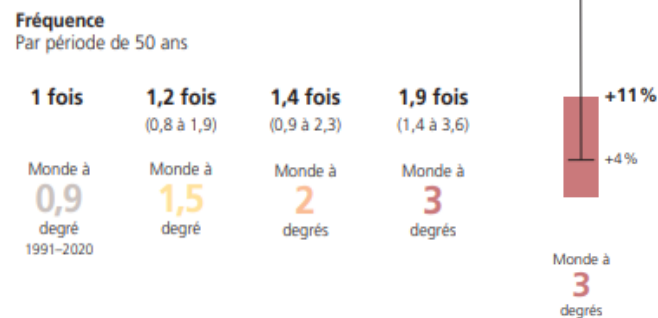 Fréquence
Par période de 50 ans
1 fois
1,2 fois
1,4 fois
1,9 fois
(0,8 à 1,9)
(0,9 à 2,3)
(1,4 à 3,6)
Monde à
0,9
degré
1991–2020
Monde à
1,5
degré
Monde à
2
degrés
Monde à
3
degrés
+11%
+4%
Monde à
3
degrés